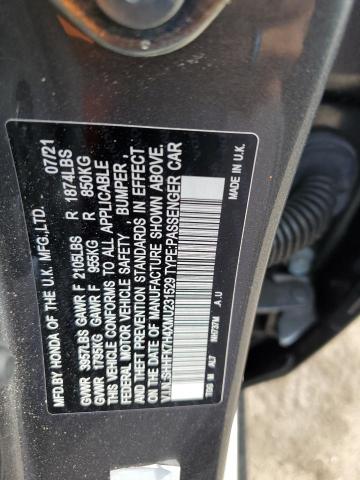 MFD.BY HONDA OF THE U.K. MFG.,LTD. 07/21
GVWR 3957LBS GAWR F 2105LBS R 1874LBS
GVWR 1795KG GAWR F 955KG R 850KG
THIS VEHICLE CONFORMS TO ALL APPLICABLE
FEDERAL MOTOR VEHICLE SAFETY, BUMPER,
AND THEFT PREVENTION STANDARDS IN EFFECT
ON THE DATE OF MANUFACTURE SHOWN ABOVE.
V.I.N.:SHHFK7H4XMU231529 TYPE:PASSENGER CAR
NH797M A.U
MADE IN U.K.